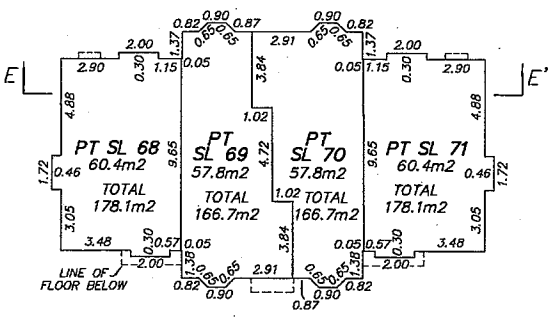 0.90
0.90
0.82
0.65
0.65
0.87
2.91
0.65
0.65
0.82
2.00
1.37
1.37
2.00
E
2.90
0.30
1.15
0.05
3.84
0.05
1.15
0.30
2.90
E'
4.88
1.02
4.88
PT SL 68
60.4m2
9.65
PT
SL 69
57.8m2
4.72
PT
SL 70
57.8m2
9.65
PT SL 71
60.4m2
1.72
0.46
0.46
1.72
TOTAL
178.1m2
TOTAL
166.7m2
1.02
TOTAL
166.7m2
TOTAL
178.1m2
3.05
3.05
3.48
0.30
0.57
0.05
3.84
0.05
0.57
0.30
3.48
LINE OF
FLOOR BELOW
2.00
1.38
0.65
0.65
2.91
0.65
0.65
1.38
2.00
0.82
0.90
0.87
0.90
0.82